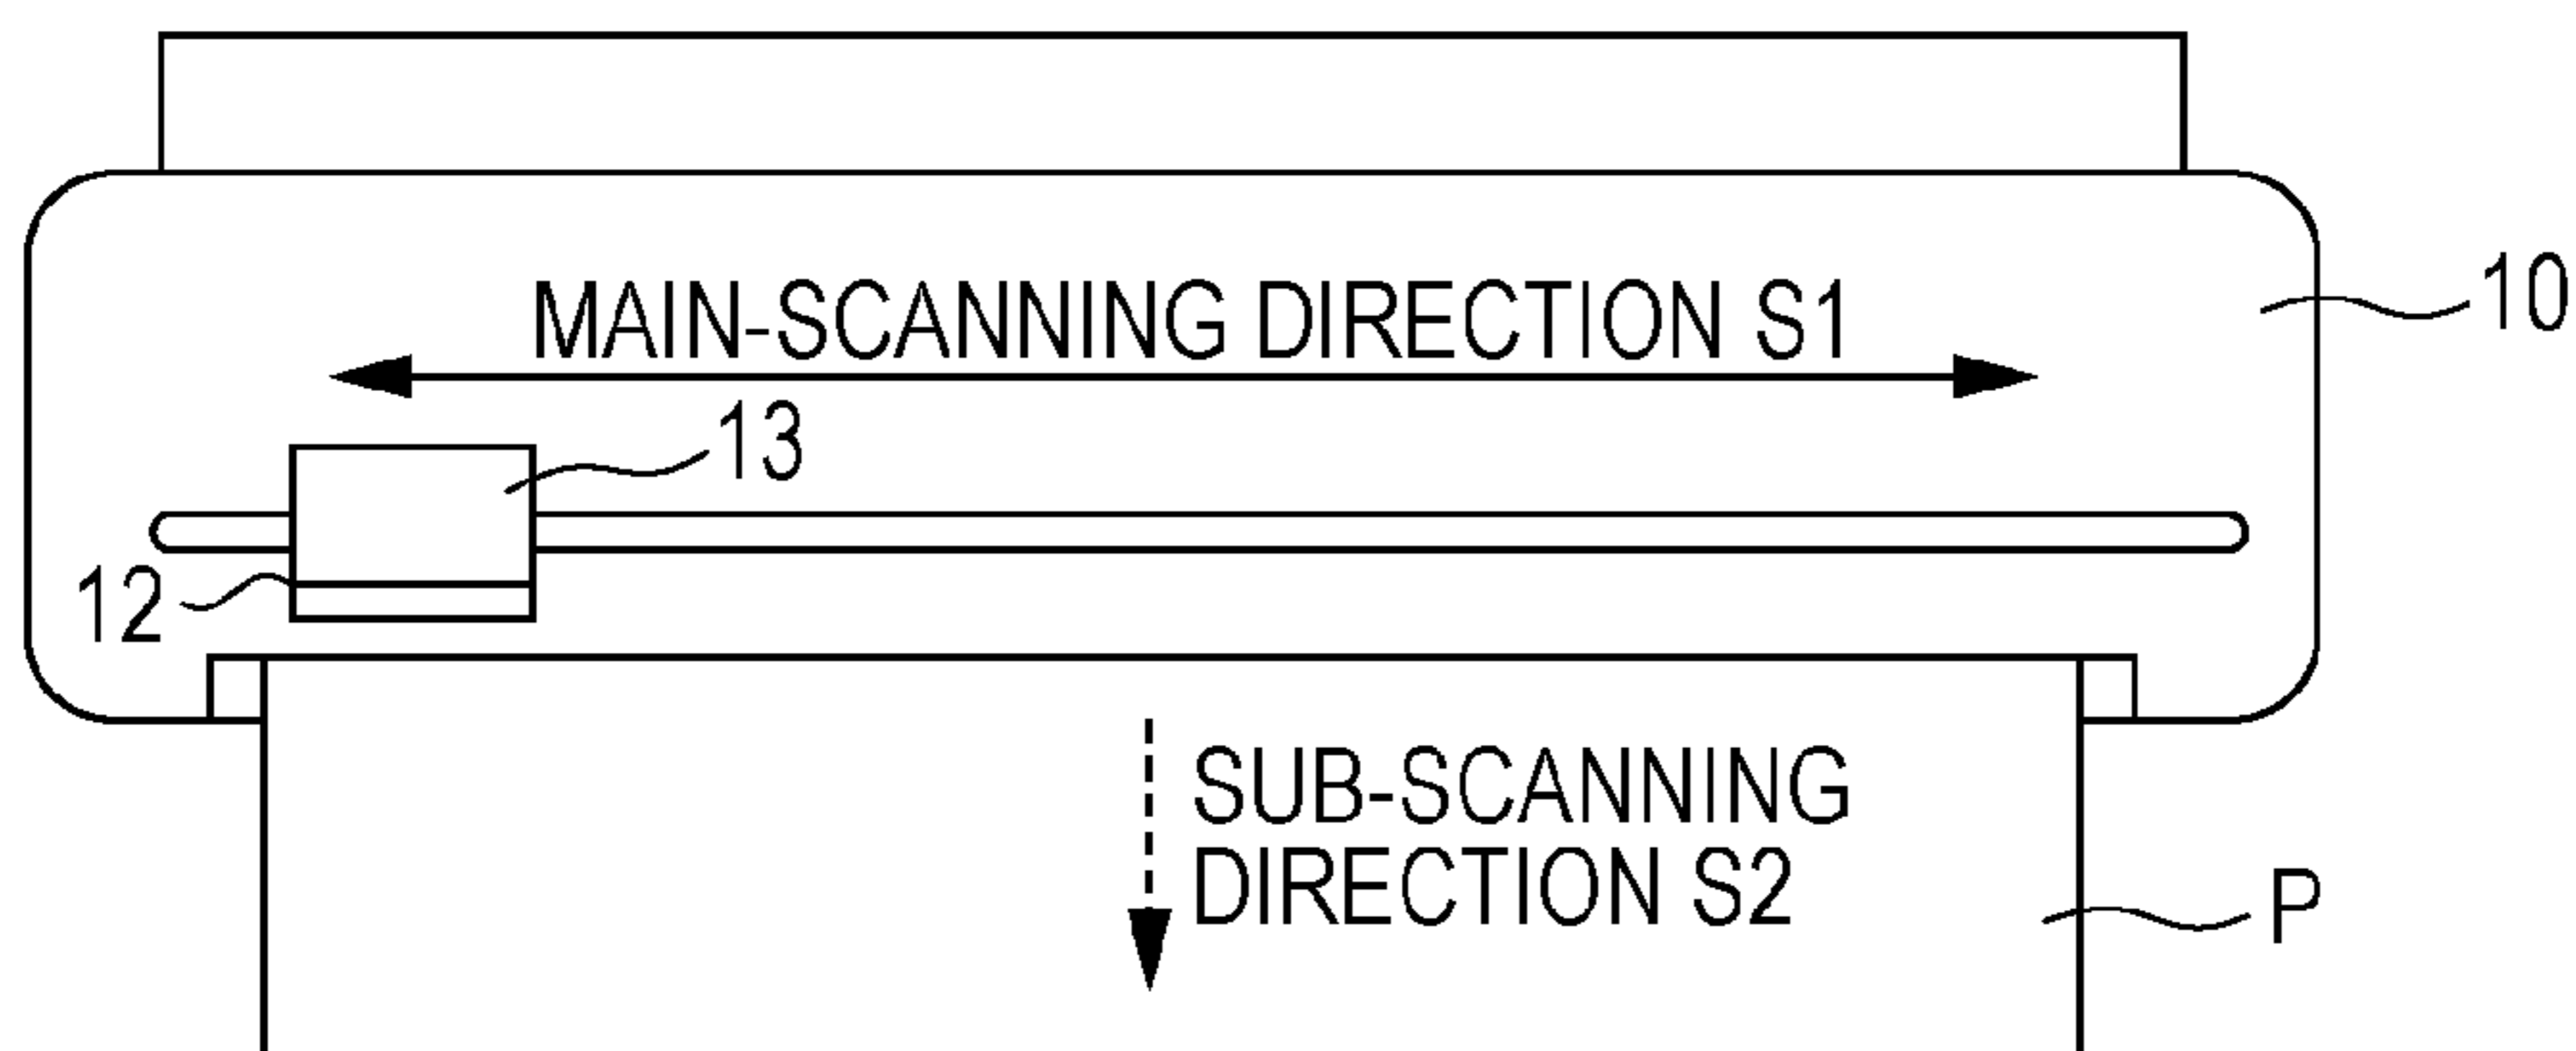 MAIN-SCANNING DIRECTION S1
10
13
12
SUB-SCANNING
DIRECTION S2
P